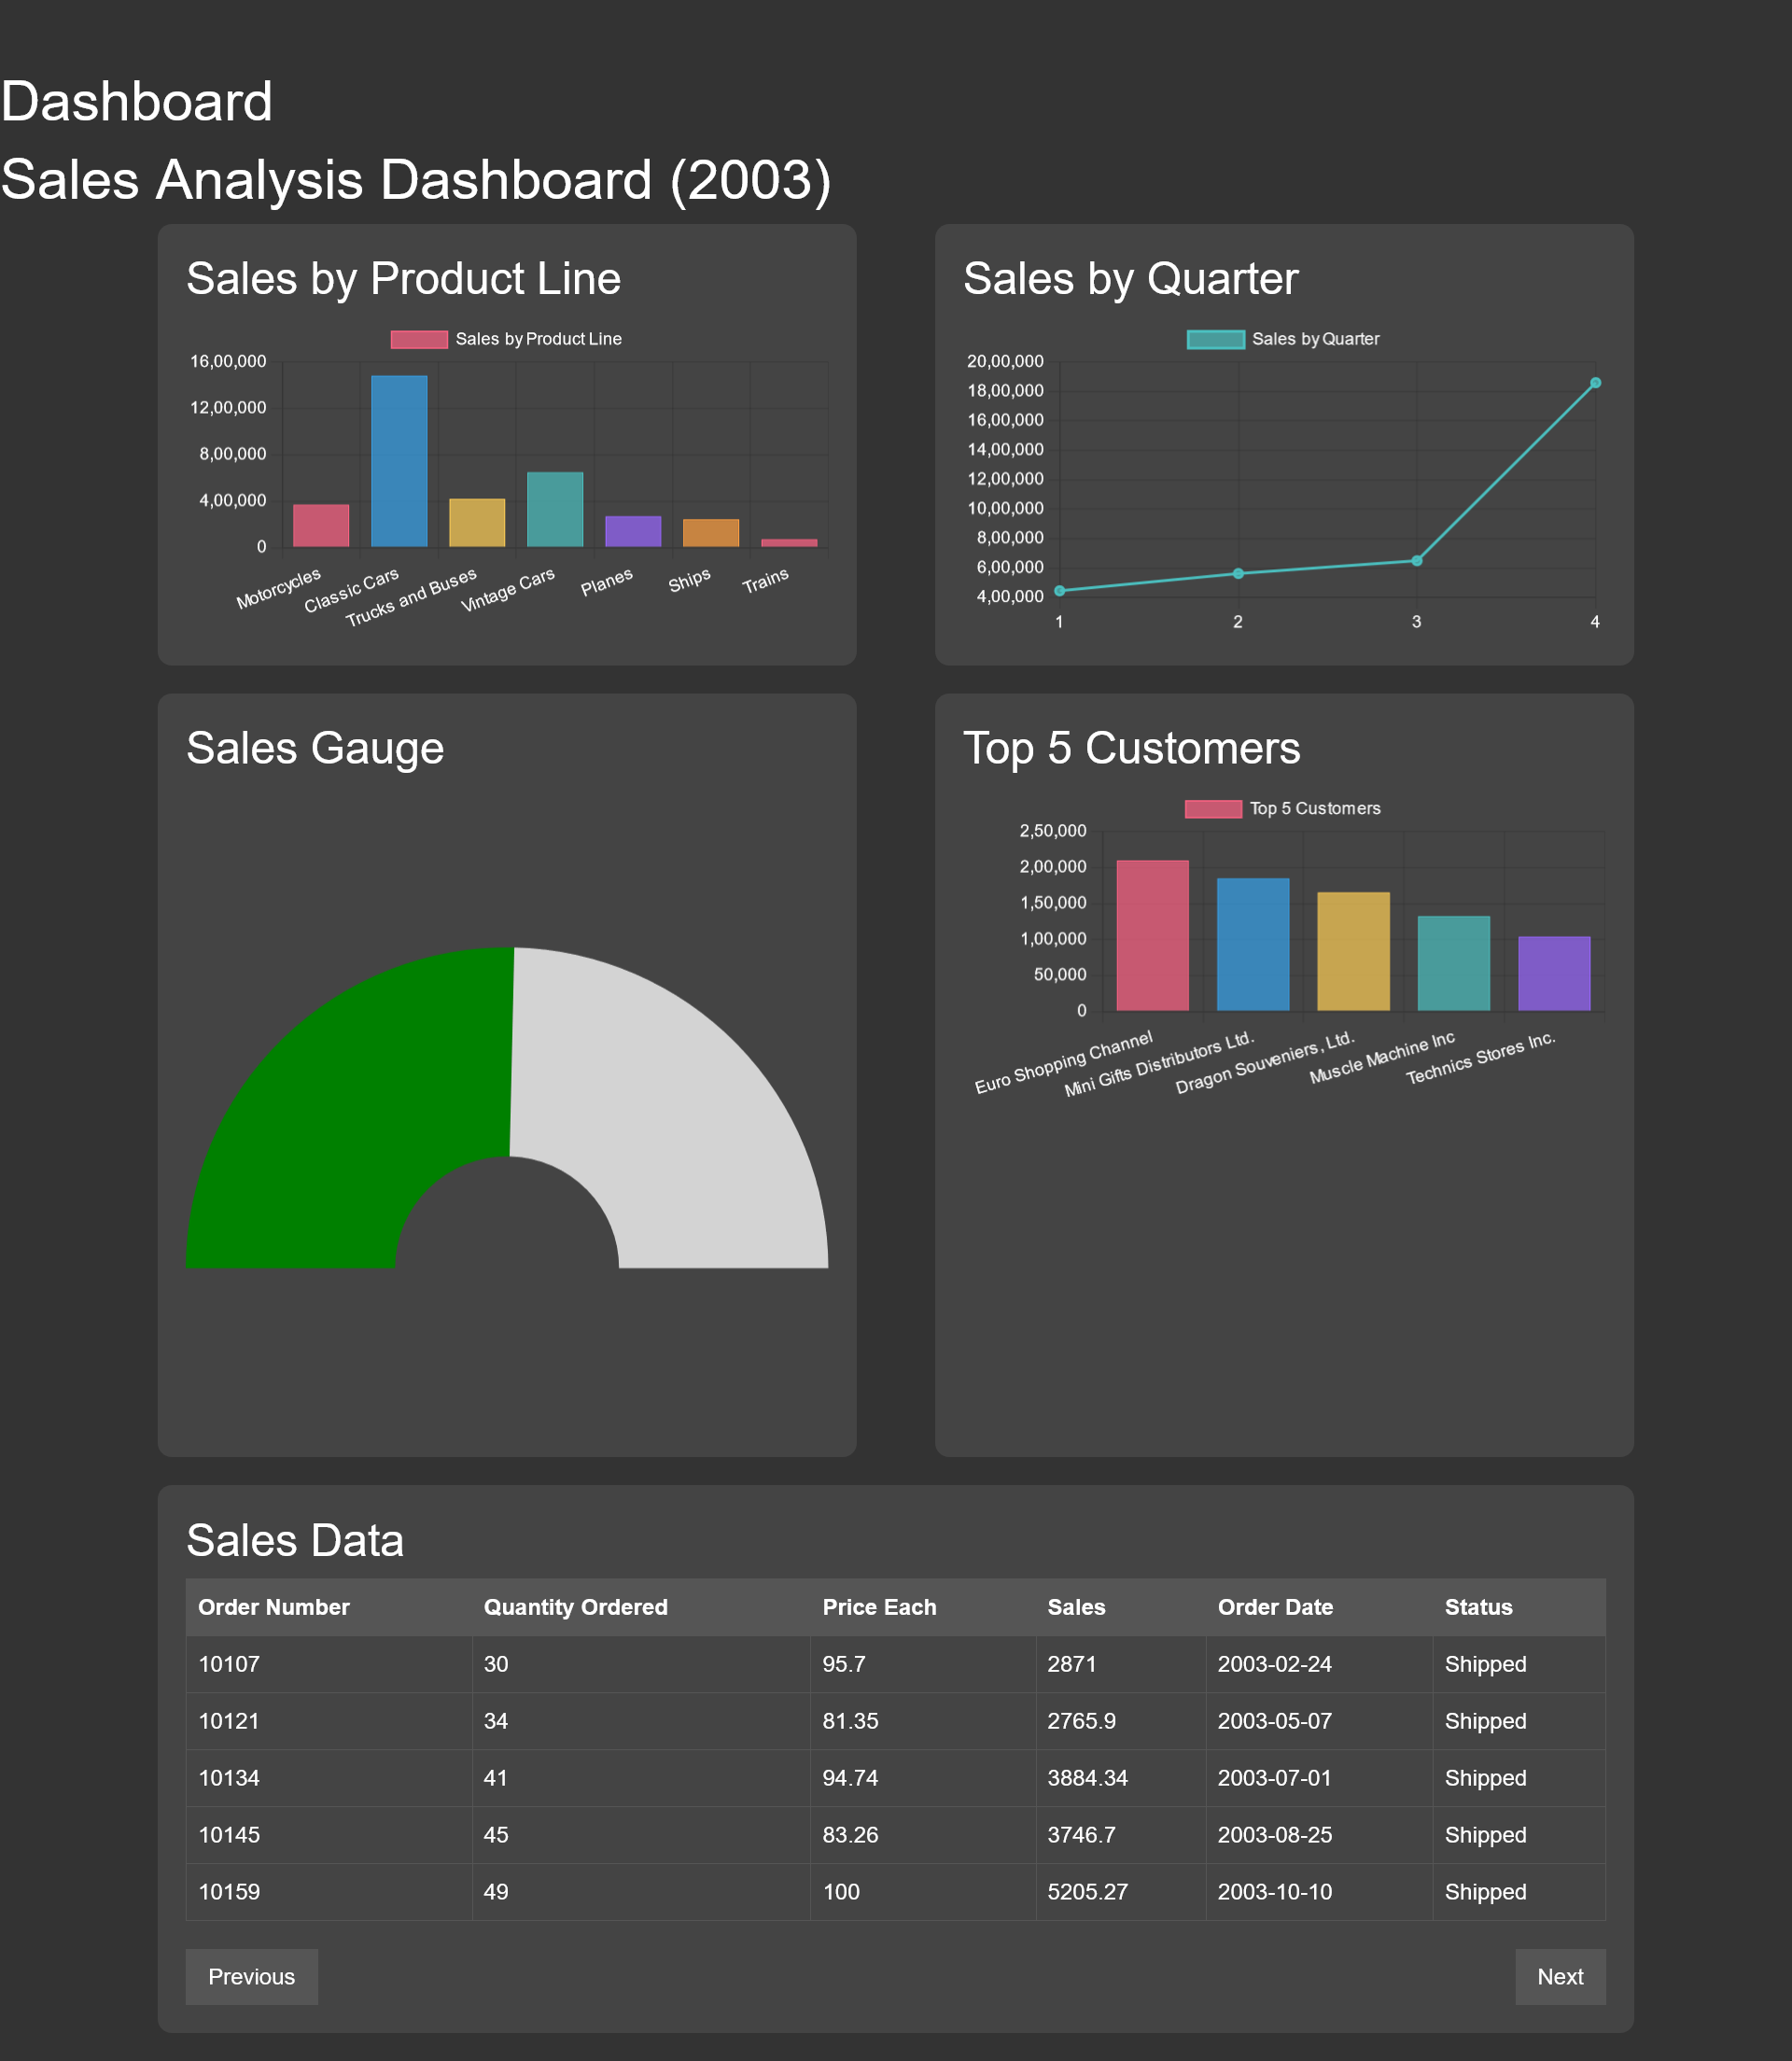 Dashboard
Sales Analysis Dashboard (2003)
Sales by Product Line
Sales by Product Line
16,00,000
12,00,000
8,00,000
4,00,000
0
Motorcycles
Classic Cars
Trucks and Buses
Vintage Cars
Planes
Ships
Trains
Sales by Quarter
Sales by Quarter
20,00,000
18,00,000
16,00,000
14,00,000
12,00,000
10,00,000
8,00,000
6,00,000
4,00,000
1 2 3 4
Sales Gauge
Top 5 Customers
Top 5 Customers
2,50,000
2,00,000
1,50,000
1,00,000
50,000
0
Euro Shopping Channel
Mini Gifts Distributors Ltd.
Dragon Souveniers, Ltd.
Muscle Machine Inc
Technics Stores Inc.
Sales Data
Order Number Quantity Ordered Price Each Sales Order Date Status
10107 30 95.7 2871 2003-02-24 Shipped
10121 34 81.35 2765.9 2003-05-07 Shipped
10134 41 94.74 3884.34 2003-07-01 Shipped
10145 45 83.26 3746.7 2003-08-25 Shipped
10159 49 100 5205.27 2003-10-10 Shipped
Previous Next